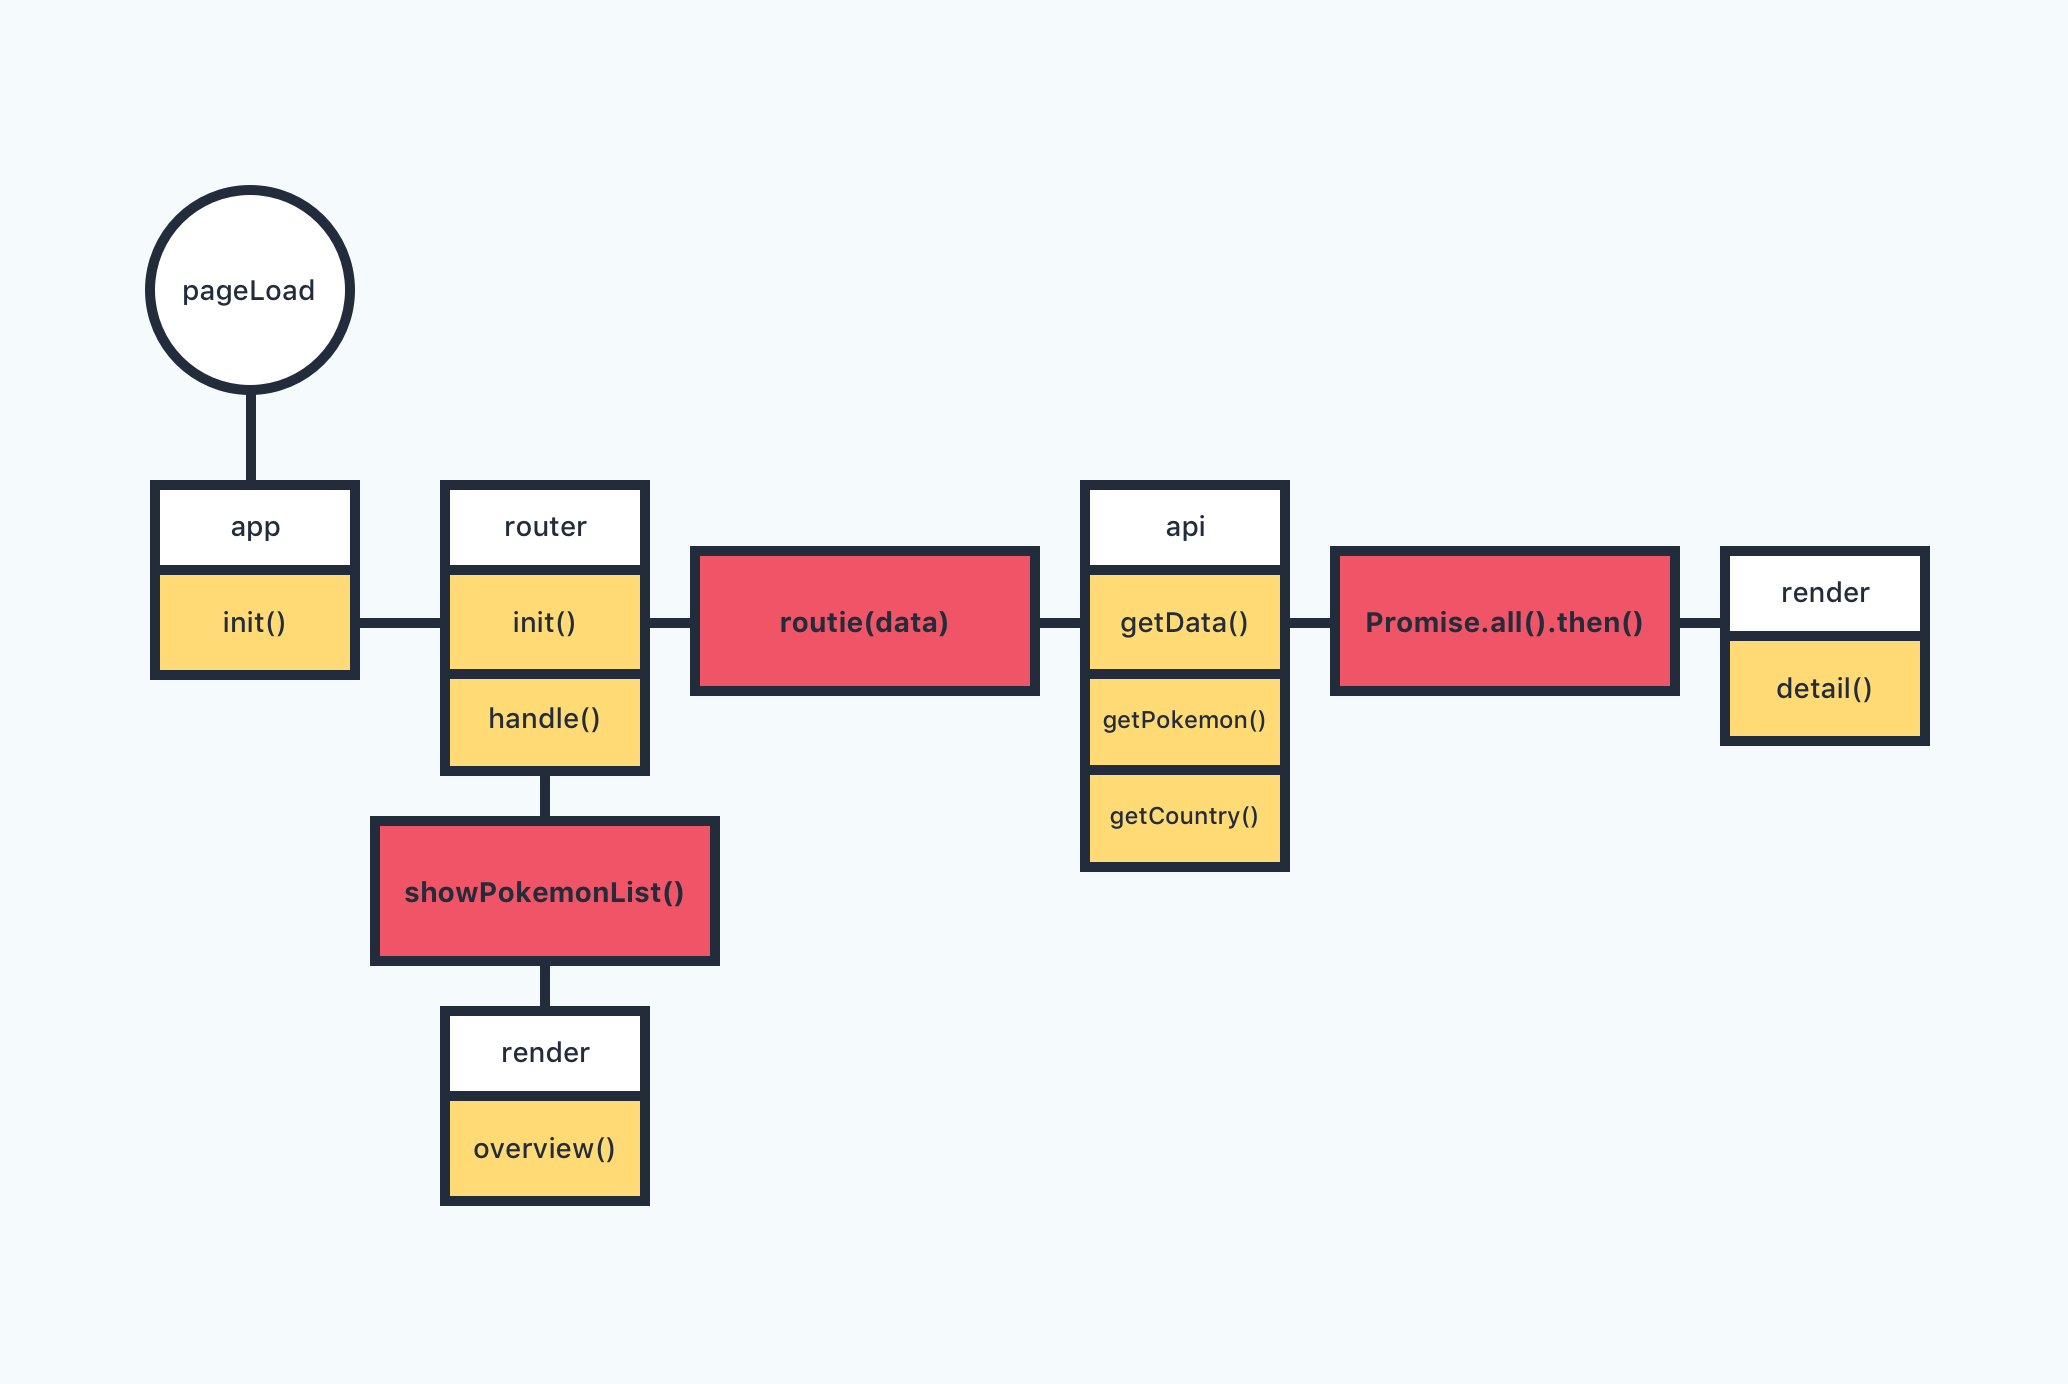 pageLoad
app
init()
router
init()
handle()
routie(data)
api
getData()
getPokemon()
getCountry()
Promise.all().then()
render
detail()
showPokemonList()
render
overview()